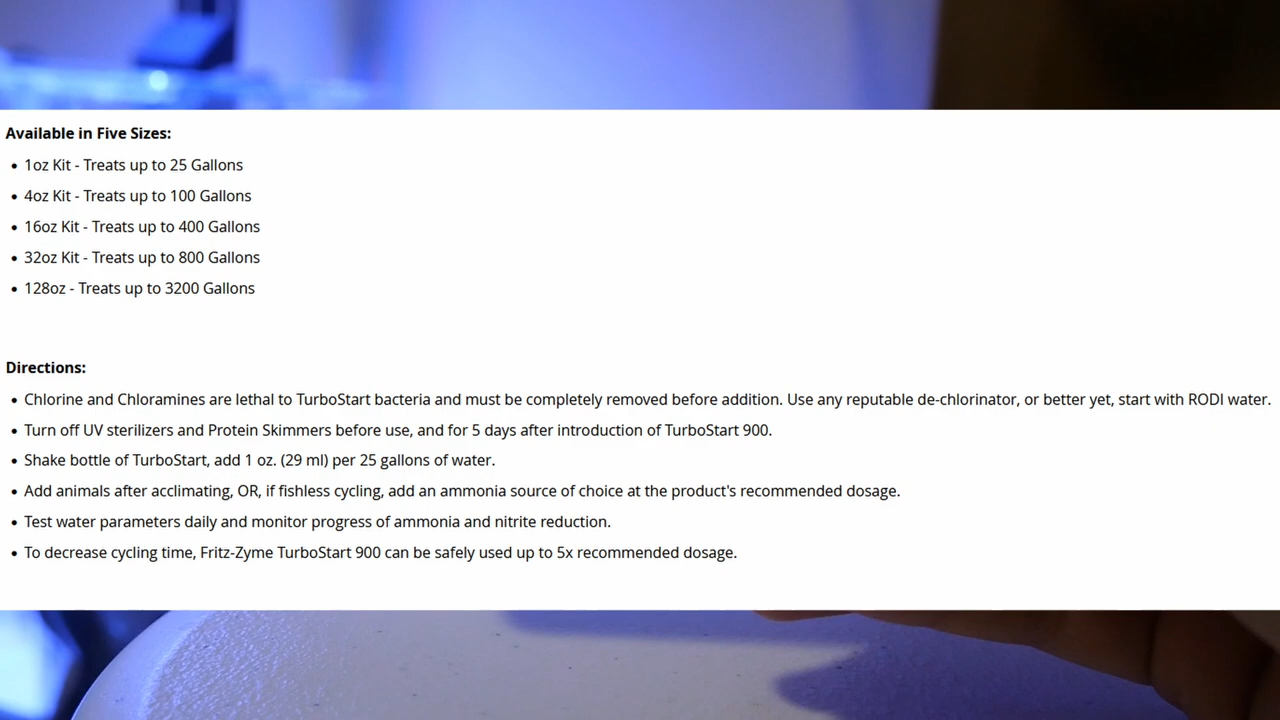 Available in Five Sizes:
• 1oz Kit - Treats up to 25 Gallons
• 4oz Kit - Treats up to 100 Gallons
• 16oz Kit - Treats up to 400 Gallons
• 32oz Kit - Treats up to 800 Gallons
• 128oz - Treats up to 3200 Gallons
Directions:
• Chlorine and Chloramines are lethal to TurboStart bacteria and must be completely removed before addition. Use any reputable de-chlorinator, or better yet, start with RODI water.
• Turn off UV sterilizers and Protein Skimmers before use, and for 5 days after introduction of TurboStart 900.
• Shake bottle of TurboStart, add 1 oz. (29 ml) per 25 gallons of water.
• Add animals after acclimating, OR, if fishless cycling, add an ammonia source of choice at the product's recommended dosage.
• Test water parameters daily and monitor progress of ammonia and nitrite reduction.
• To decrease cycling time, Fritz-Zyme TurboStart 900 can be safely used up to 5x recommended dosage.